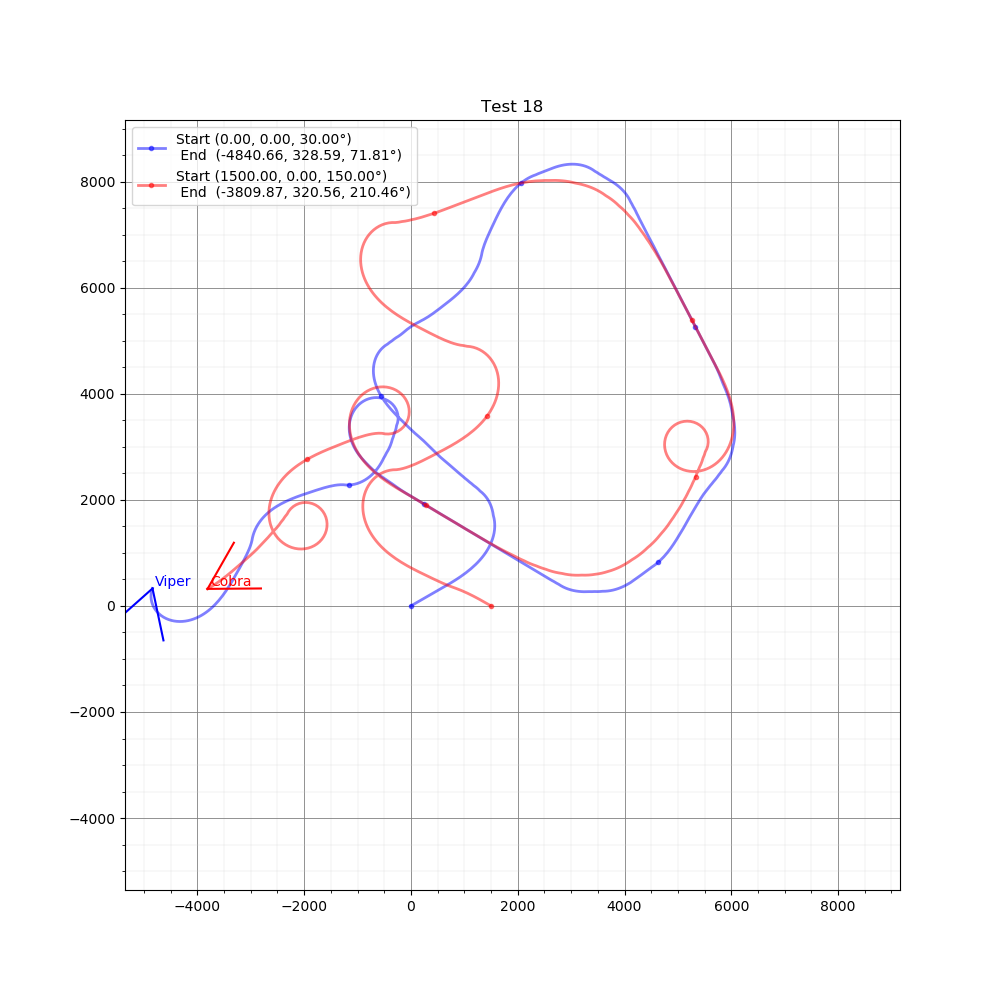 Test 18
Start (0.00, 0.00, 30.00°)
End (-4840.66, 328.59, 71.81°)
Start (1500.00, 0.00, 150.00°)
End (-3809.87, 320.56, 210.46°)
8000
6000
4000
2000
0
−2000
−4000
Viper
Cobra
−4000 −2000 0 2000 4000 6000 8000